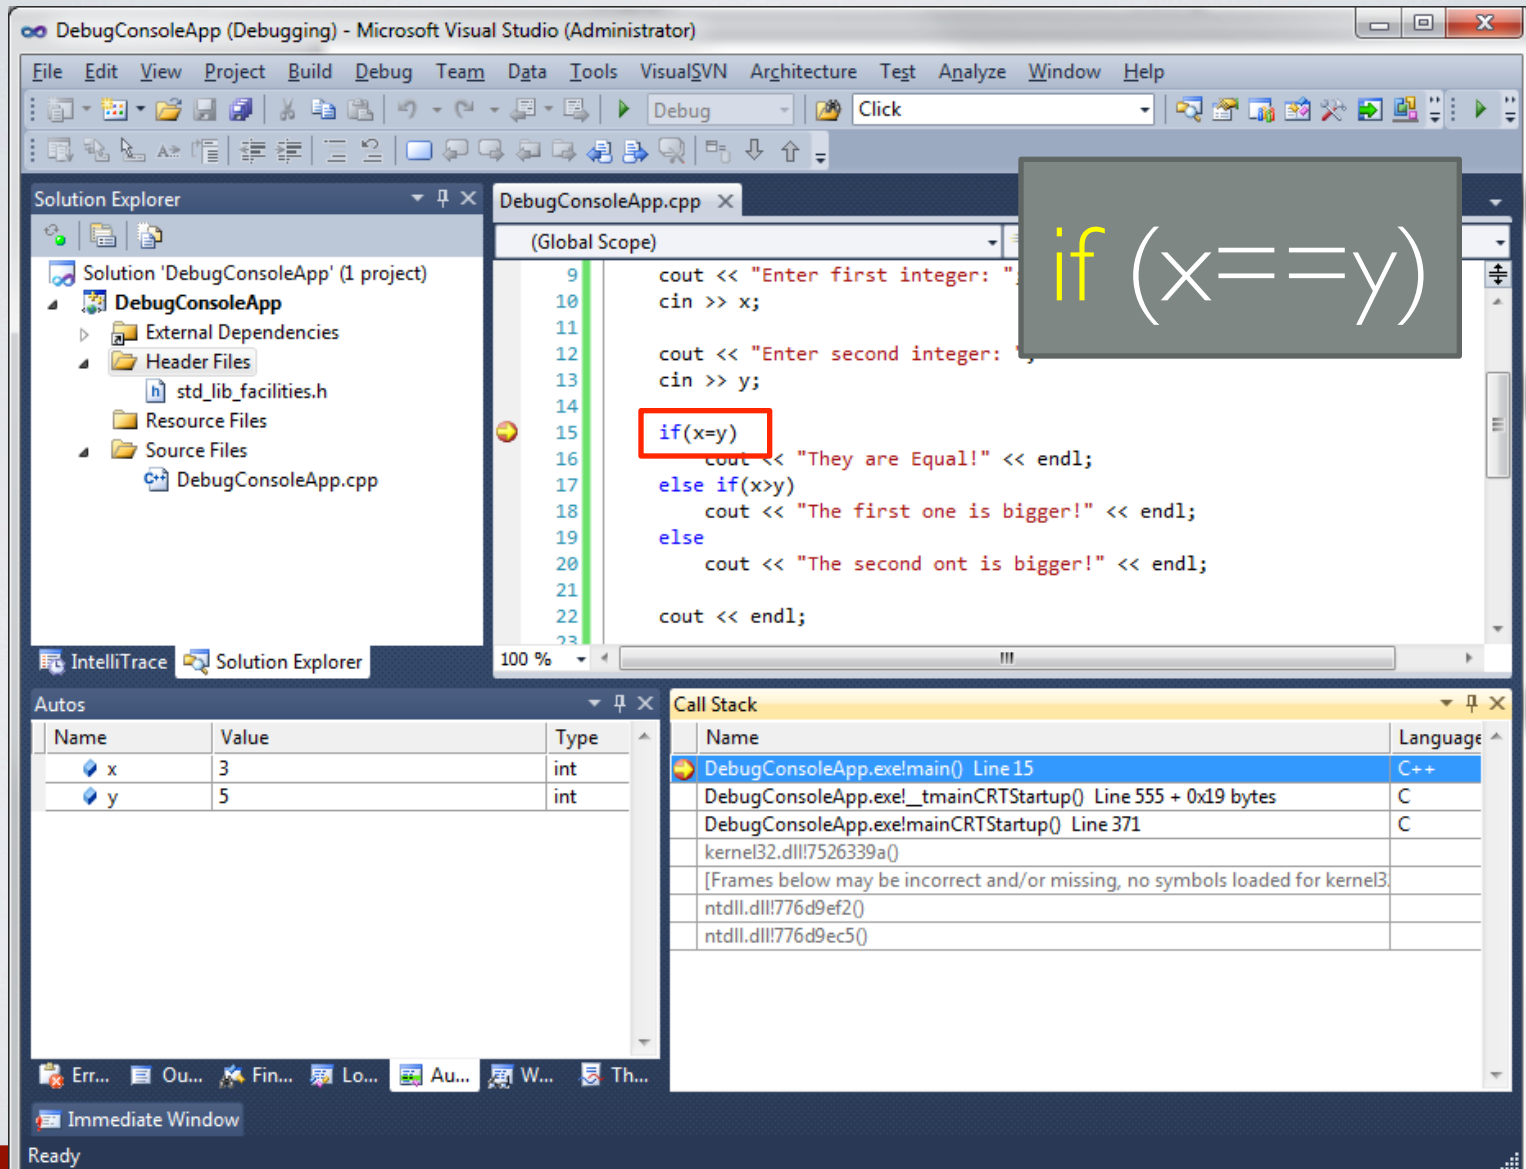 DebugConsoleApp (Debugging) - Microsoft Visual Studio (Administrator)
File Edit View Project Build Debug Team Data Tools VisualSVN Architecture Test Analyze Window Help
Debug Click
Solution Explorer
Solution 'DebugConsoleApp' (1 project)
DebugConsoleApp
External Dependencies
Header Files
std_lib_facilities.h
Resource Files
Source Files
DebugConsoleApp.cpp
IntelliTrace Solution Explorer
DebugConsoleApp.cpp
(Global Scope)
if (x==y)
9 cout << "Enter first integer: ";
10 cin >> x;
11
12 cout << "Enter second integer: ";
13 cin >> y;
14
15 if(x=y)
16 cout << "They are Equal!" << endl;
17 else if(x>y)
18 cout << "The first one is bigger!" << endl;
19 else
20 cout << "The second ont is bigger!" << endl;
21
22 cout << endl;
23
100 %
Autos
Name Value Type
x 3 int
y 5 int
Err... Ou... Fin... Lo... Au... W... Th...
Call Stack
Name Language
DebugConsoleApp.exe!main() Line 15 C++
DebugConsoleApp.exe!__tmainCRTStartup() Line 555 + 0x19 bytes C
DebugConsoleApp.exe!mainCRTStartup() Line 371 C
kernel32.dll!7526339a()
[Frames below may be incorrect and/or missing, no symbols loaded for kernel3
ntdll.dll!776d9ef2()
ntdll.dll!776d9ec5()
Immediate Window
Ready